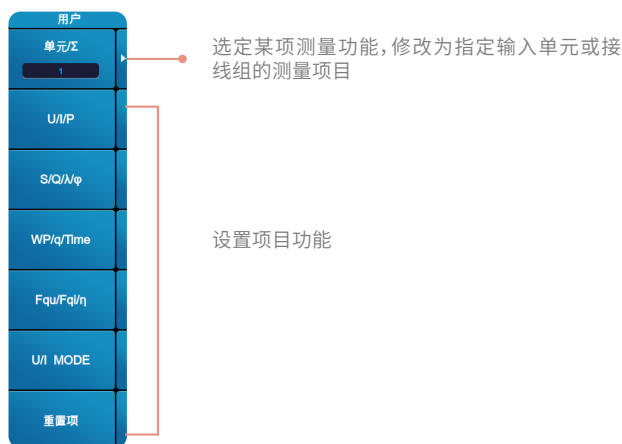 用户
单元/Σ
1
选定某项测量功能,修改为指定输入单元或接
线组的测量项目
U/I/P
S/Q/λ/φ
WP/q/Time
设置项目功能
Fqu/Fqi/η
U/I MODE
重置项